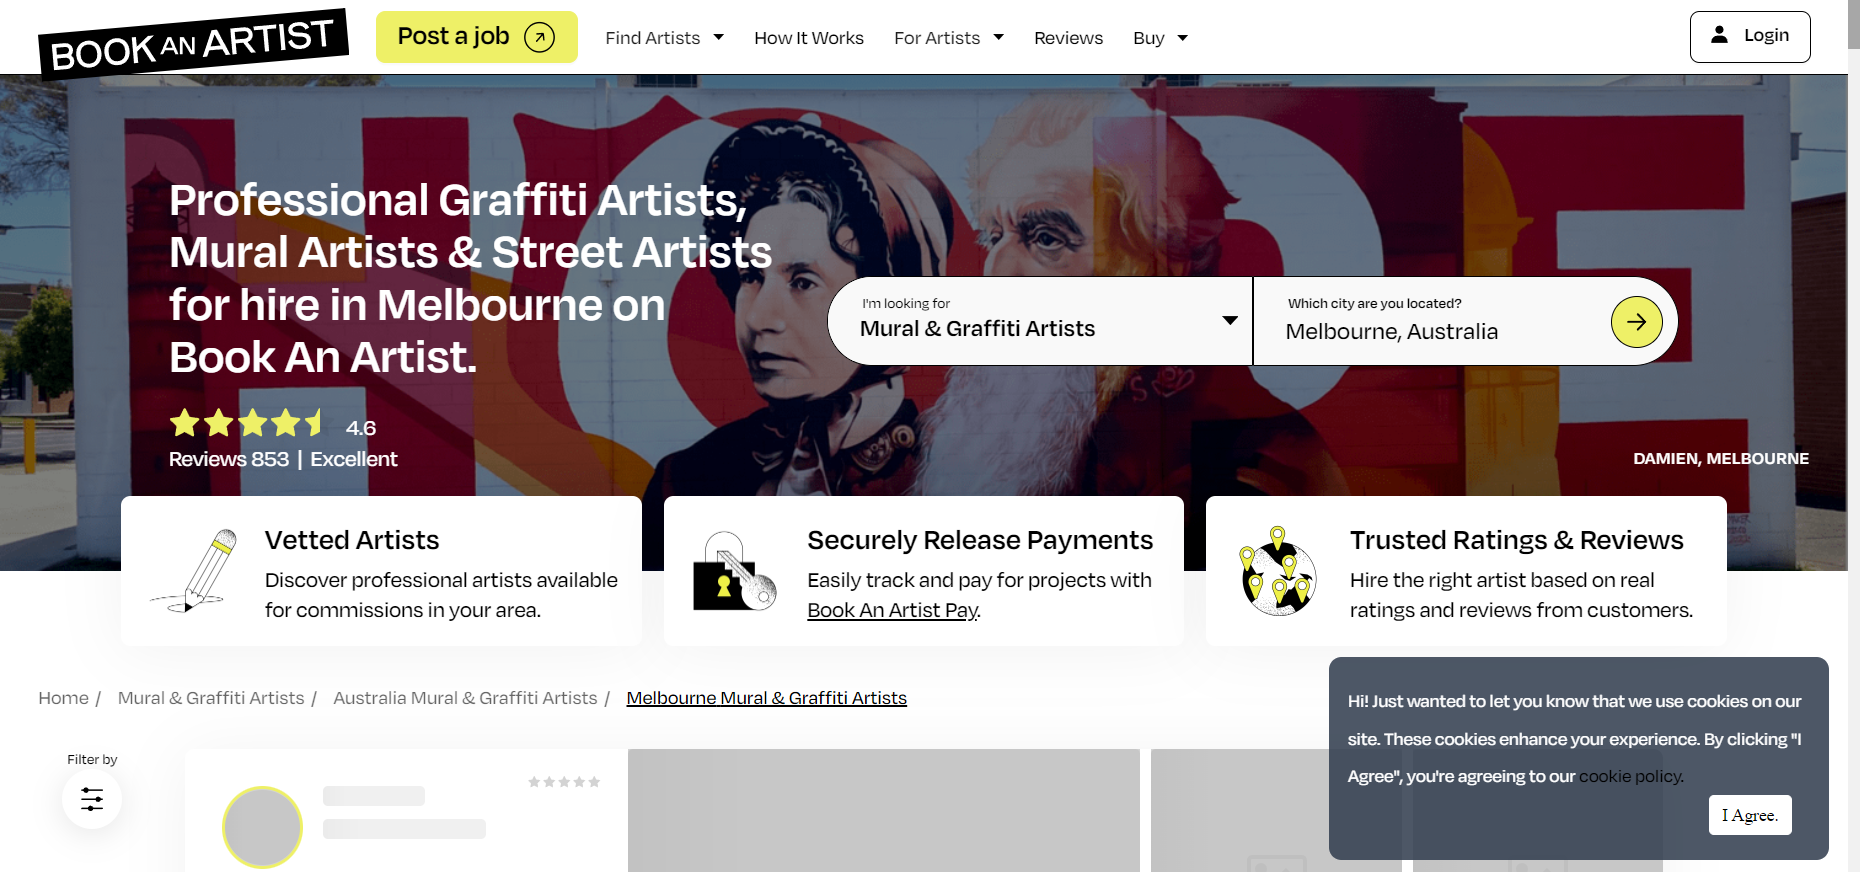 BOOK AN ARTIST
Post a job
Find Artists
How It Works
For Artists
Reviews
Buy
Login
Professional Graffiti Artists,
Mural Artists & Street Artists
for hire in Melbourne on
Book An Artist.
I'm looking for
Mural & Graffiti Artists
Which city are you located?
Melbourne, Australia
4.6
Reviews 853 | Excellent
DAMIEN, MELBOURNE
Vetted Artists
Discover professional artists available
for commissions in your area.
Securely Release Payments
Easily track and pay for projects with
Book An Artist Pay.
Trusted Ratings & Reviews
Hire the right artist based on real
ratings and reviews from customers.
Home / Mural & Graffiti Artists / Australia Mural & Graffiti Artists / Melbourne Mural & Graffiti Artists
Filter by
Hi! Just wanted to let you know that we use cookies on our
site. These cookies enhance your experience. By clicking "I
Agree", you're agreeing to our cookie policy.
I Agree.